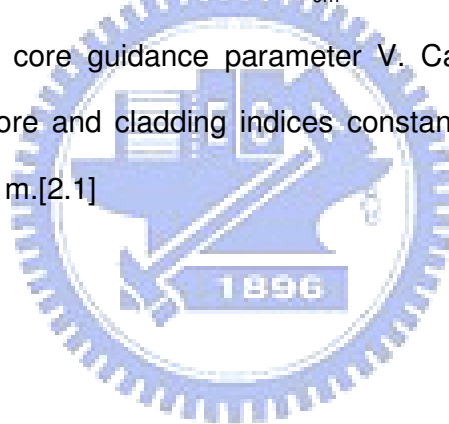 core guidance parameter V. Ca
ore and cladding indices constan
m.[2.1]
1896